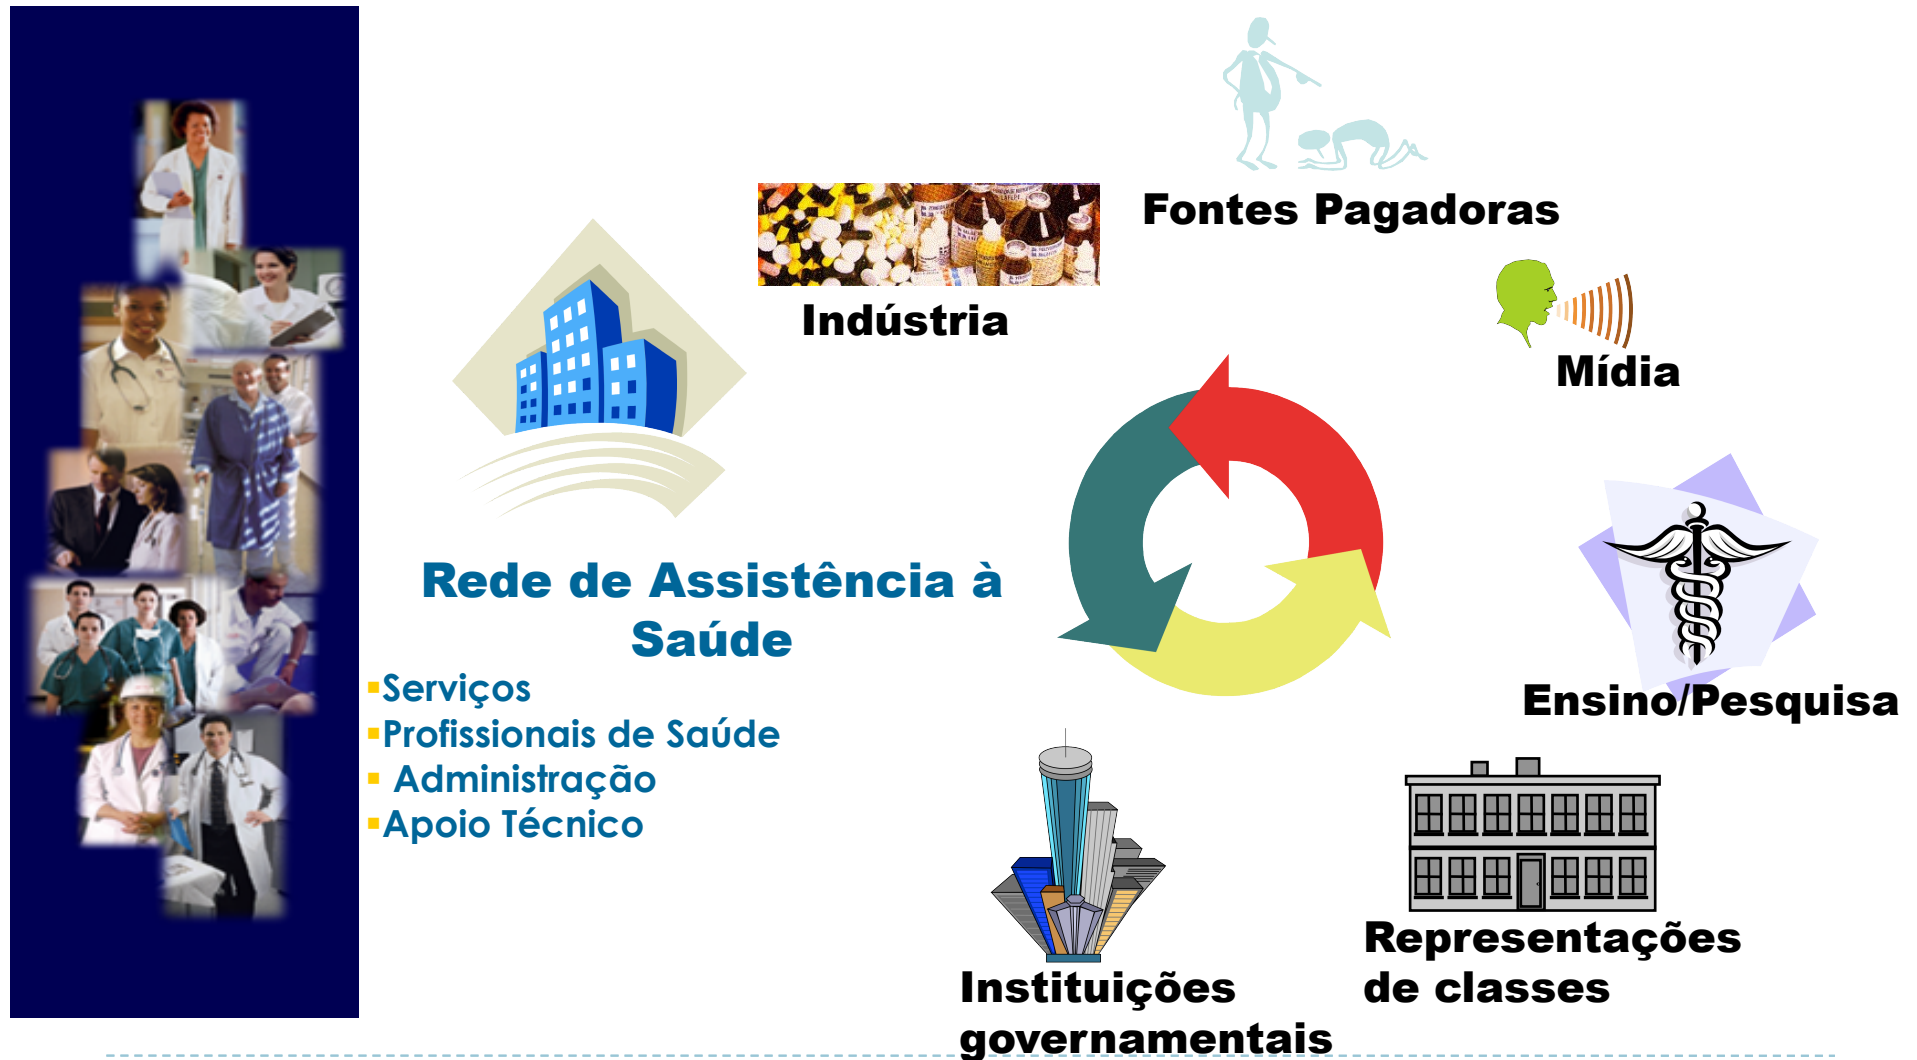 Fontes Pagadoras
Indústria
Mídia
Rede de Assistência à
Saúde
▪Serviços
▪Profissionais de Saúde
▪ Administração
▪Apoio Técnico
Ensino/Pesquisa
Representações
de classes
Instituições
governamentais